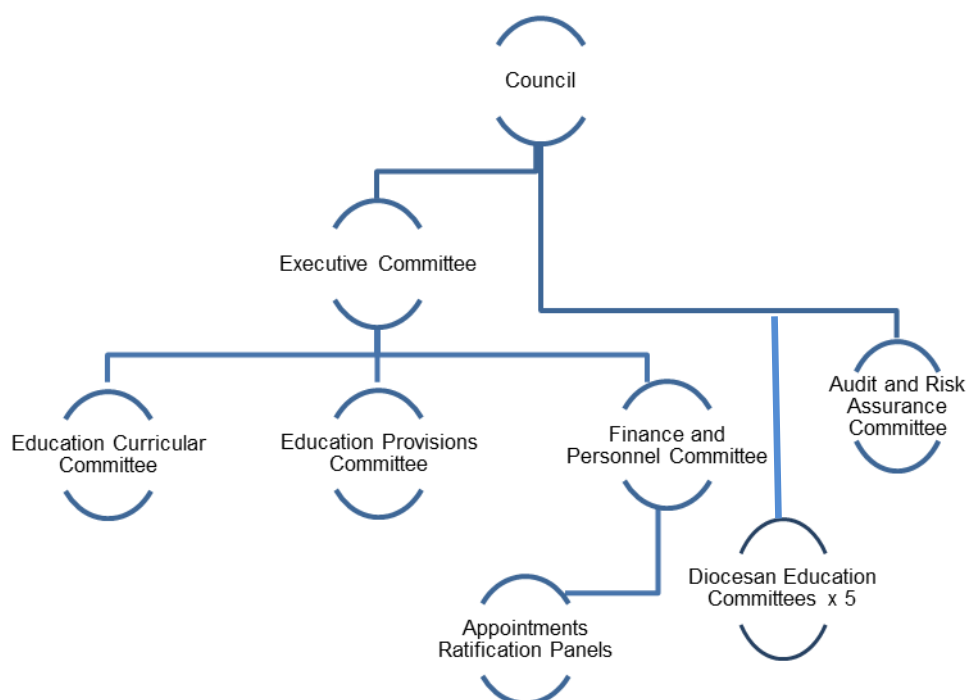 Council
Executive Committee
Education Curricular
Committee
Education Provisions
Committee
Finance and
Personnel Committee
Audit and Risk
Assurance
Committee
Appointments
Ratification Panels
Diocesan Education
Committees x 5